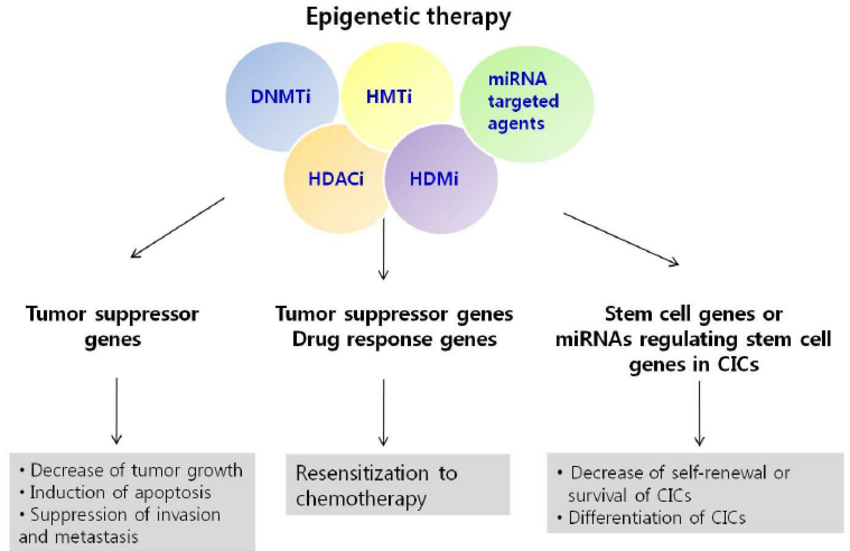 Epigenetic therapy
DNMTi
HMTi
miRNA
targeted
agents
HDACi
HDMi
Tumor suppressor
genes
Tumor suppressor genes
Drug response genes
Stem cell genes or
miRNAs regulating stem cell
genes in CICs
• Decrease of tumor growth
• Induction of apoptosis
• Suppression of invasion
and metastasis
Resensitization to
chemotherapy
• Decrease of self-renewal or
survival of CICs
• Differentiation of CICs